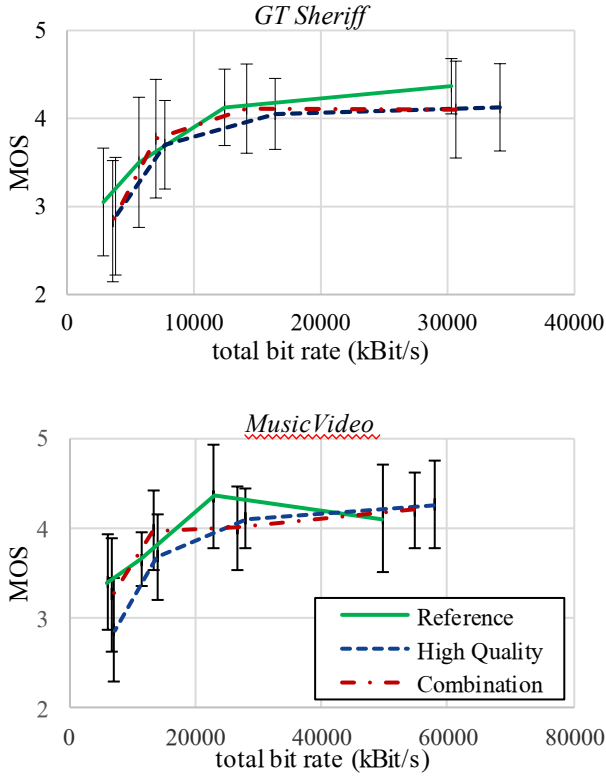 GT Sheriff
5
4
3
2
MOS
0 10000 20000 30000 40000
total bit rate (kBit/s)
MusicVideo
5
4
3
2
MOS
Reference
High Quality
Combination
0 20000 40000 60000 80000
total bit rate (kBit/s)